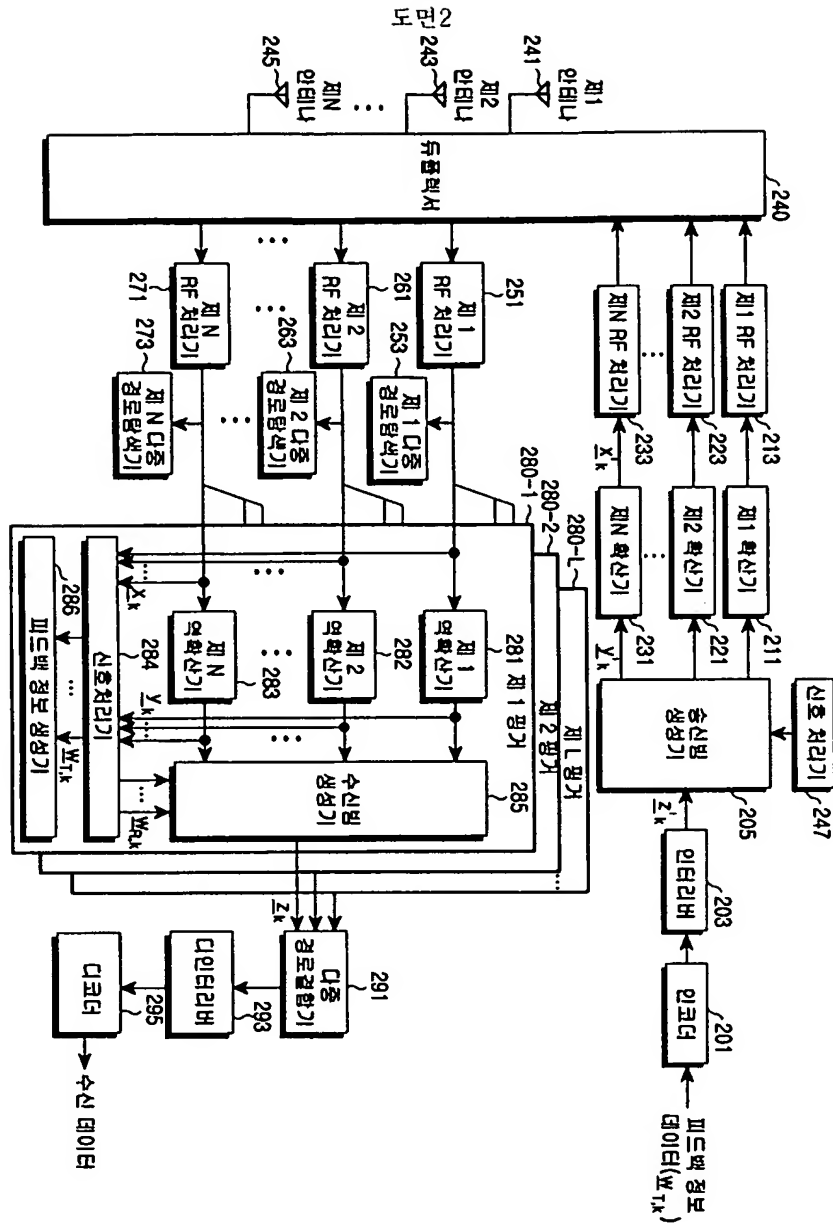 도면2
245
제N
안테나
...
243
제2
안테나
241
제1
안테나
듀플렉서
240
제1 RF 처리기
213
제1 확산기
211
제2 RF 처리기
223
제2 확산기
221
...
...
제N RF 처리기
233
X'k
제N 확산기
231
Y'k
송신빔
생성기
205
신호 처리기
247
Z'k
인터리버
203
인코더
201
피드백 정보
데이터(W T,k)
제 1
RF 처리기
251
제 1 다중
경로탐색기
253
...
제 2
RF 처리기
261
제 2 다중
경로탐색기
263
...
...
...
제 N
RF 처리기
271
제 N 다중
경로탐색기
273
280-1
280-2
280-L
제 1 핑거
제 2 핑거
제 L 핑거
...
제 1
역확산기
281
제 2
역확산기
282
...
...
제 N
역확산기
283
...
Xk
Yk
...
...
수신빔
생성기
285
신호처리기
284
...
W R,k
...
W T,k
피드백 정보 생성기
286
Zk
다중
경로결합기
291
디인터리버
293
디코더
295
수신 데이터